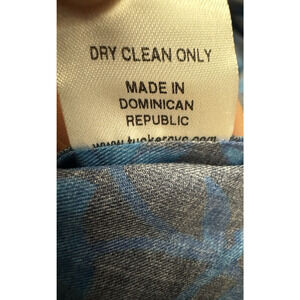 DRY CLEAN ONLY
MADE IN
DOMINICAN
REPUBLIC